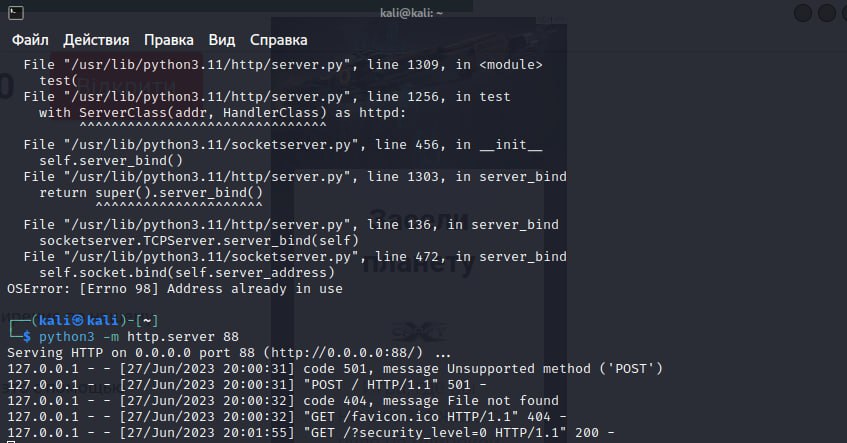 kali@kali: ~
Файл Действия Правка Вид Справка
File "/usr/lib/python3.11/http/server.py", line 1309, in <module>
test(
File "/usr/lib/python3.11/http/server.py", line 1256, in test
with ServerClass(addr, HandlerClass) as httpd:
^^^^^^^^^^^^^^^^^^^^^^^^^^^^^^^
File "/usr/lib/python3.11/socketserver.py", line 456, in __init__
self.server_bind()
File "/usr/lib/python3.11/http/server.py", line 1303, in server_bind
return super().server_bind()
^^^^^^^^^^^^^^^^^^^^^
File "/usr/lib/python3.11/http/server.py", line 136, in server_bind
socketserver.TCPServer.server_bind(self)
File "/usr/lib/python3.11/socketserver.py", line 472, in server_bind
self.socket.bind(self.server_address)
OSError: [Errno 98] Address already in use
┌──(kali㉿kali)-[~]
└─$ python3 -m http.server 88
Serving HTTP on 0.0.0.0 port 88 (http://0.0.0.0:88/) ...
127.0.0.1 - - [27/Jun/2023 20:00:31] code 501, message Unsupported method ('POST')
127.0.0.1 - - [27/Jun/2023 20:00:31] "POST / HTTP/1.1" 501 -
127.0.0.1 - - [27/Jun/2023 20:00:32] code 404, message File not found
127.0.0.1 - - [27/Jun/2023 20:00:32] "GET /favicon.ico HTTP/1.1" 404 -
127.0.0.1 - - [27/Jun/2023 20:01:55] "GET /?security_level=0 HTTP/1.1" 200 -
Відкрити
Засели
планету